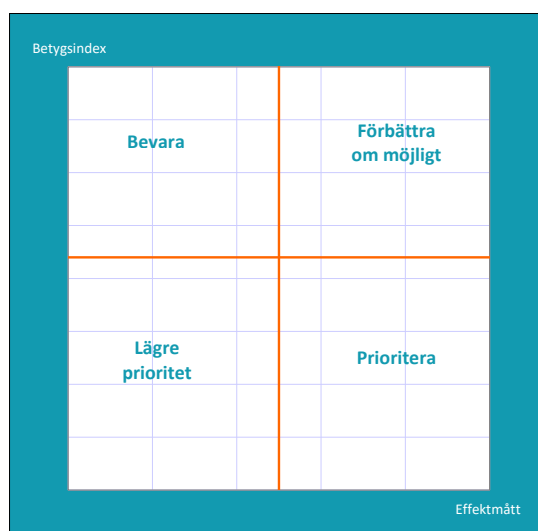 Betygsindex
Bevara
Förbättra
om möjligt
Lägre
prioritet
Prioritera
Effektmått